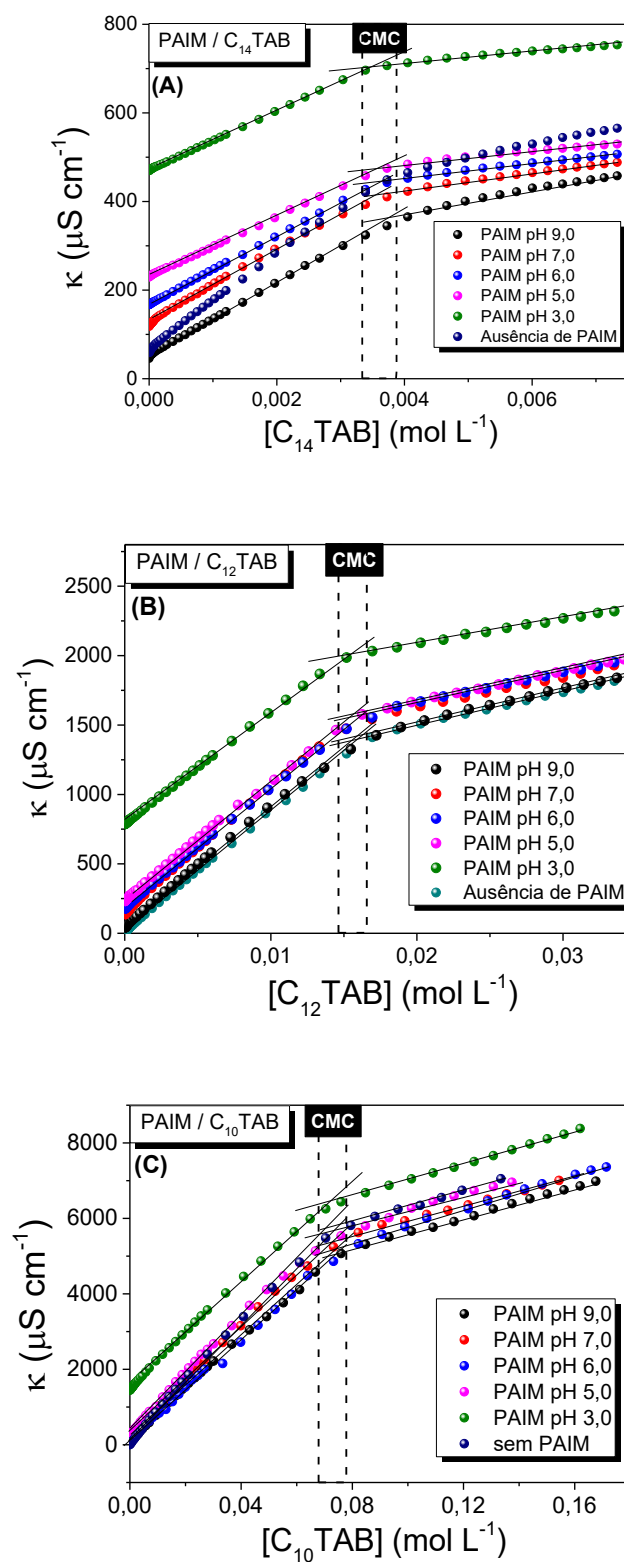 PAIM / C₁₄TAB
CMC
(A)
800
600
400
200
0
κ (µS cm⁻¹)
PAIM pH 9,0
PAIM pH 7,0
PAIM pH 6,0
PAIM pH 5,0
PAIM pH 3,0
Ausência de PAIM
0,000 0,002 0,004 0,006
[C₁₄TAB] (mol L⁻¹)
PAIM / C₁₂TAB
CMC
(B)
2500
2000
1500
1000
500
0
κ (µS cm⁻¹)
PAIM pH 9,0
PAIM pH 7,0
PAIM pH 6,0
PAIM pH 5,0
PAIM pH 3,0
Ausência de PAIM
0,00 0,01 0,02 0,03
[C₁₂TAB] (mol L⁻¹)
PAIM / C₁₀TAB
CMC
(C)
8000
6000
4000
2000
0
κ (µS cm⁻¹)
PAIM pH 9,0
PAIM pH 7,0
PAIM pH 6,0
PAIM pH 5,0
PAIM pH 3,0
sem PAIM
0,00 0,04 0,08 0,12 0,16
[C₁₀TAB] (mol L⁻¹)